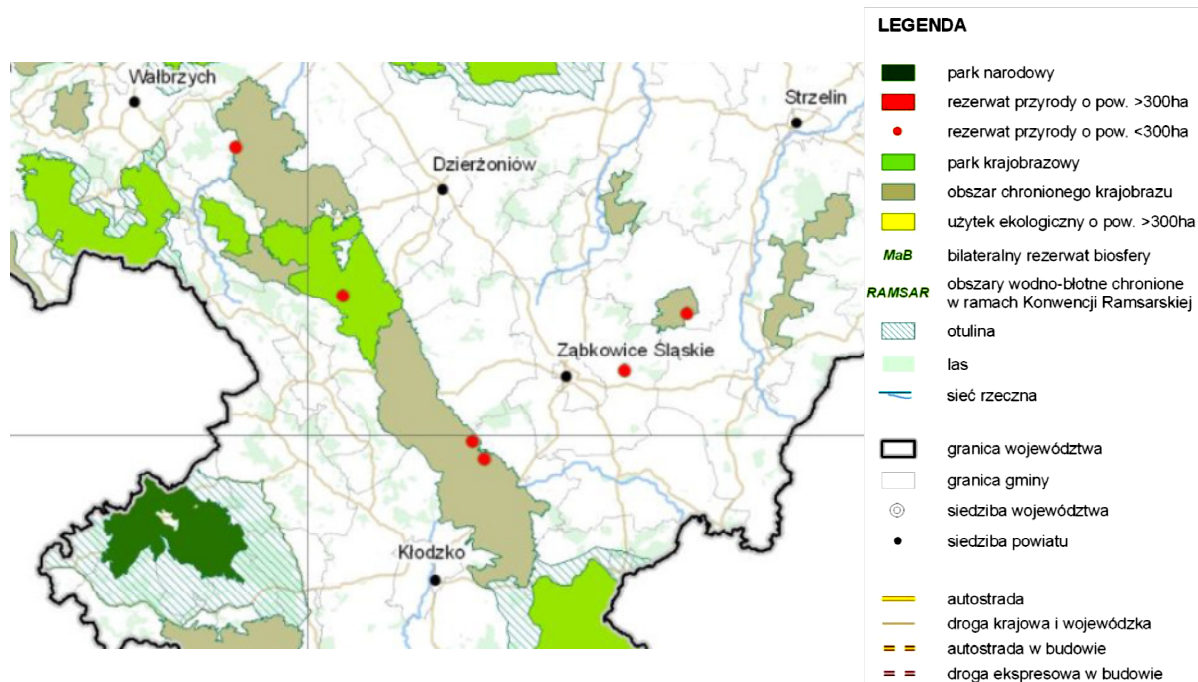 Wałbrzych
Strzelin
Dzierżoniów
Ząbkowice Śląskie
Kłodzko
LEGENDA
park narodowy
rezerwat przyrody o pow. >300ha
rezerwat przyrody o pow. <300ha
park krajobrazowy
obszar chronionego krajobrazu
użytek ekologiczny o pow. >300ha
MaB bilateralny rezerwat biosfery
RAMSAR obszary wodno-błotne chronione
w ramach Konwencji Ramsarskiej
otulina
las
sieć rzeczna
granica województwa
granica gminy
siedziba województwa
siedziba powiatu
autostrada
droga krajowa i wojewódzka
autostrada w budowie
droga ekspresowa w budowie